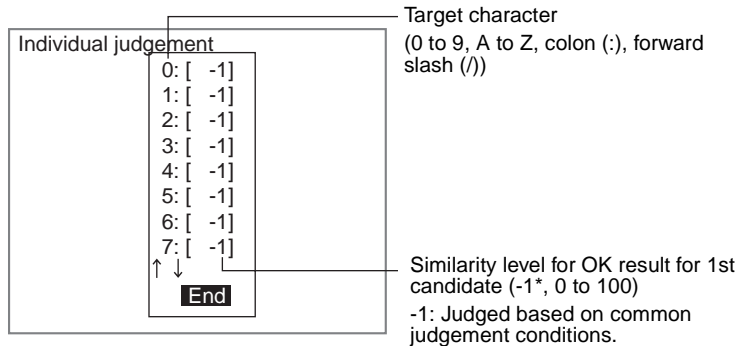 Target character
(0 to 9, A to Z, colon (:), forward
slash (/))
Individual judgement
0: [ -1]
1: [ -1]
2: [ -1]
3: [ -1]
4: [ -1]
5: [ -1]
6: [ -1]
7: [ -1]
↑ ↓
End
Similarity level for OK result for 1st
candidate (-1*, 0 to 100)
-1: Judged based on common
judgement conditions.